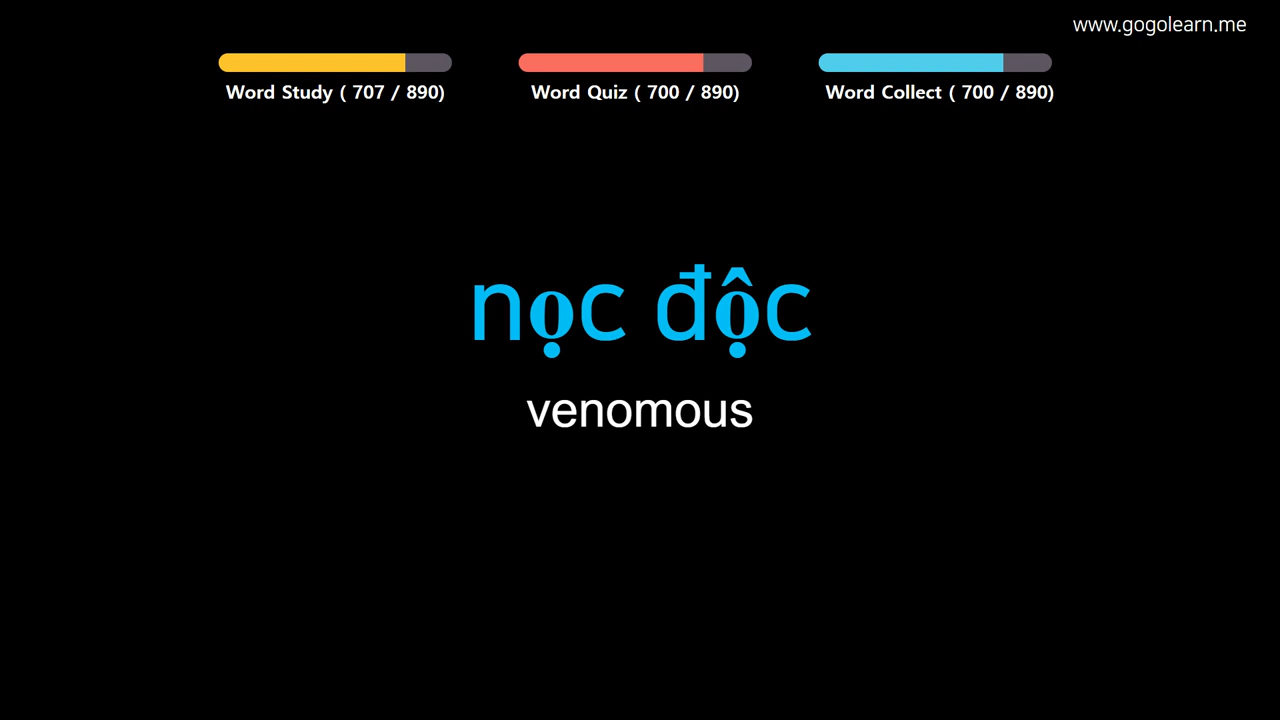 www.gogolearn.me
Word Study ( 707 / 890)
Word Quiz ( 700 / 890)
Word Collect ( 700 / 890)
nọc độc
venomous